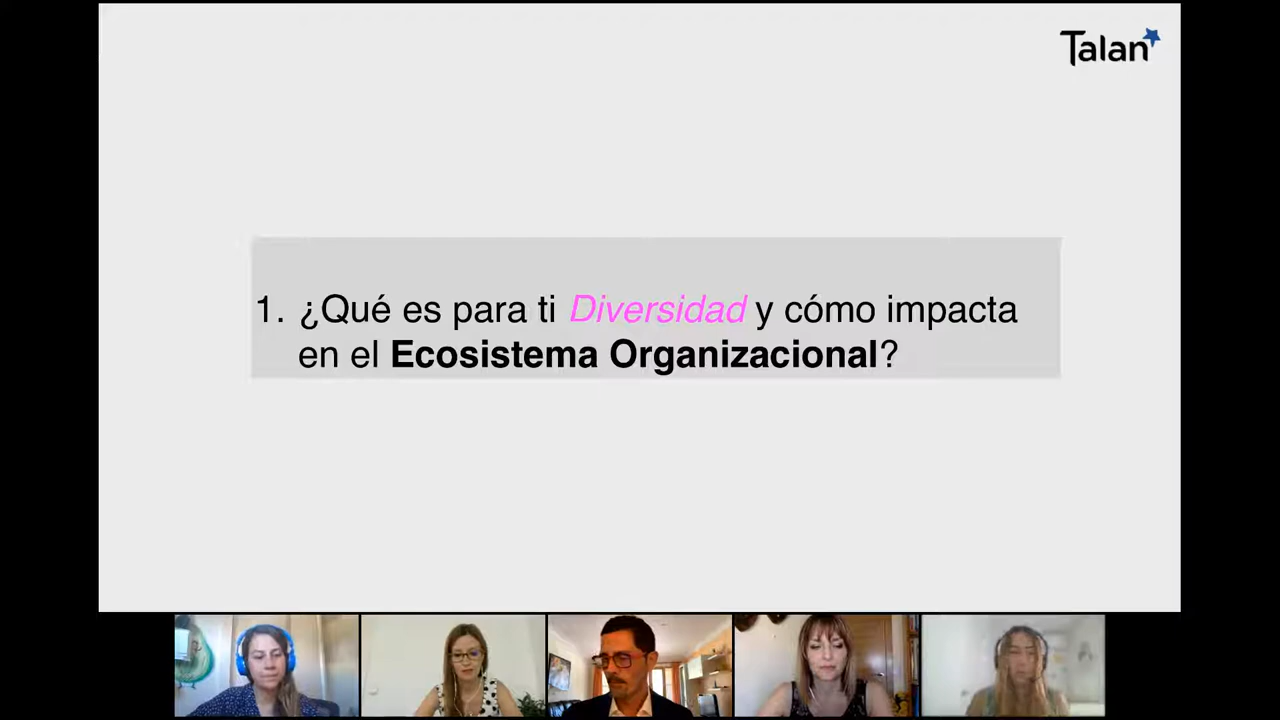 Talan
1. ¿Qué es para ti Diversidad y cómo impacta
en el Ecosistema Organizacional?